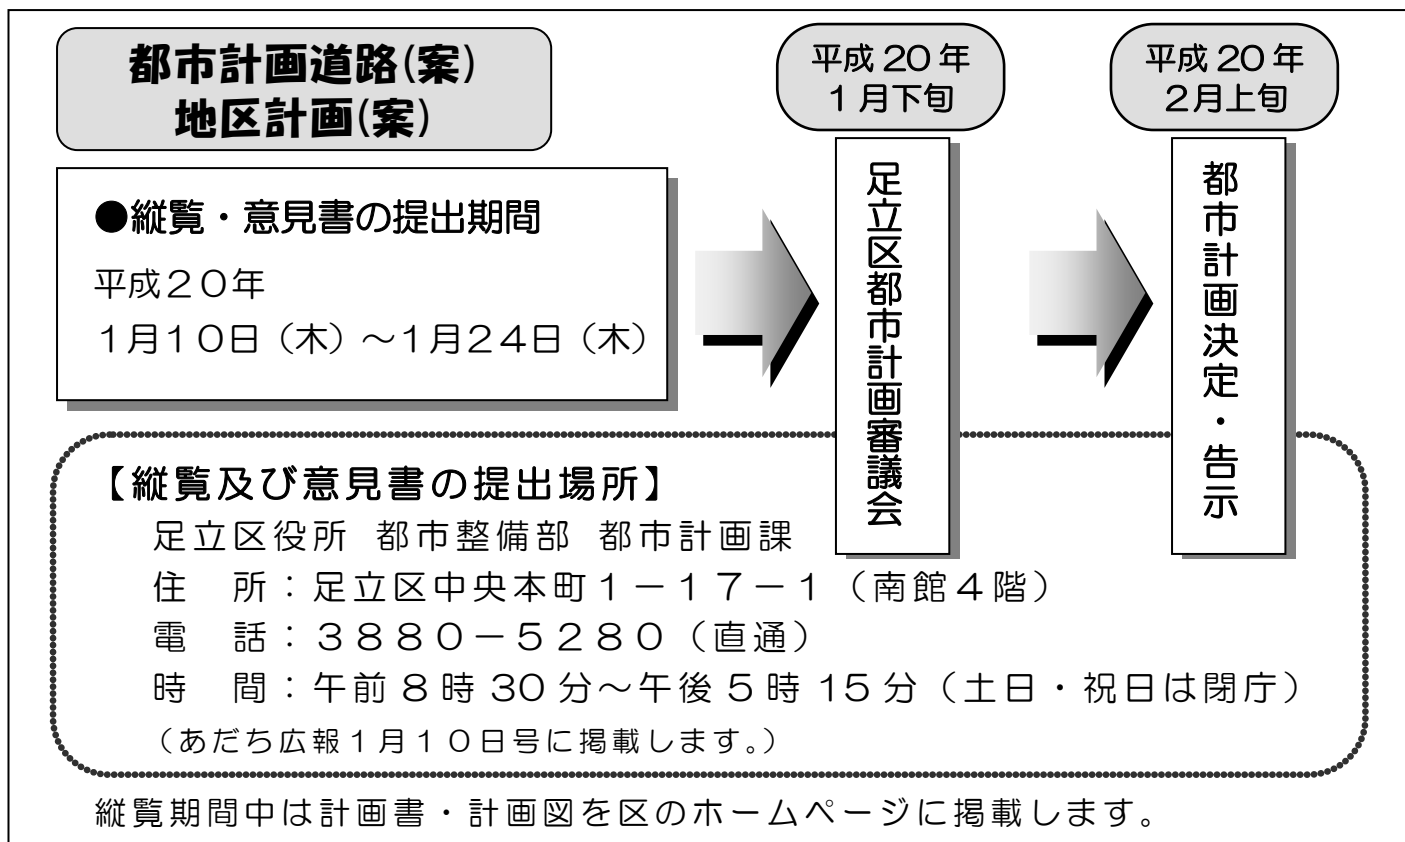 都市計画道路(案)
地区計画(案)
●縦覧・意見書の提出期間
平成２０年
１月１０日（木）～１月２４日（木）
平成 20 年
１月下旬
足立区都市計画審議会
平成 20 年
２月上旬
都市計画決定・告示
【縦覧及び意見書の提出場所】
足立区役所 都市整備部 都市計画課
住　所：足立区中央本町１－１７－１（南館４階）
電　話：３８８０－５２８０（直通）
時　間：午前 8 時 30 分～午後 5 時 15 分（土日・祝日は閉庁）
（あだち広報１月１０日号に掲載します。）
縦覧期間中は計画書・計画図を区のホームページに掲載します。